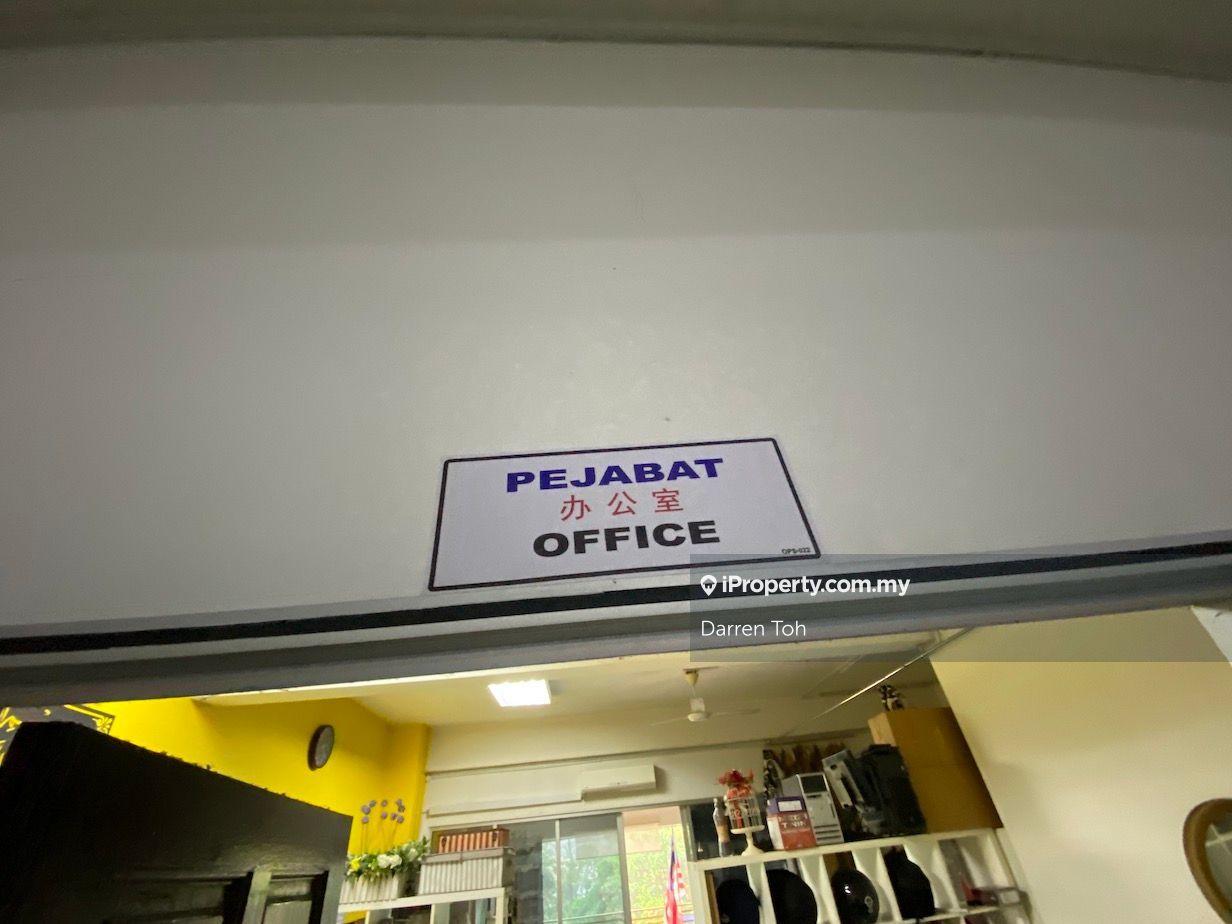 PEJABAT
办公室
OFFICE
OPS-022
iProperty.com.my
Darren Toh